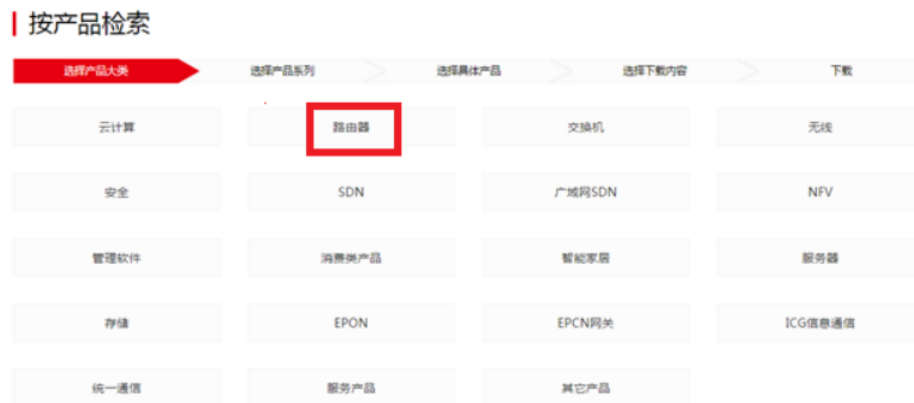 按产品检索
选择产品大类 选择产品系列 选择具体产品 选择下载内容 下载
云计算 路由器 交换机 无线
安全 SDN 广域网SDN NFV
管理软件 消费类产品 智能家居 服务器
存储 EPON EPCN网关 ICG信息通信
统一通信 服务产品 其它产品